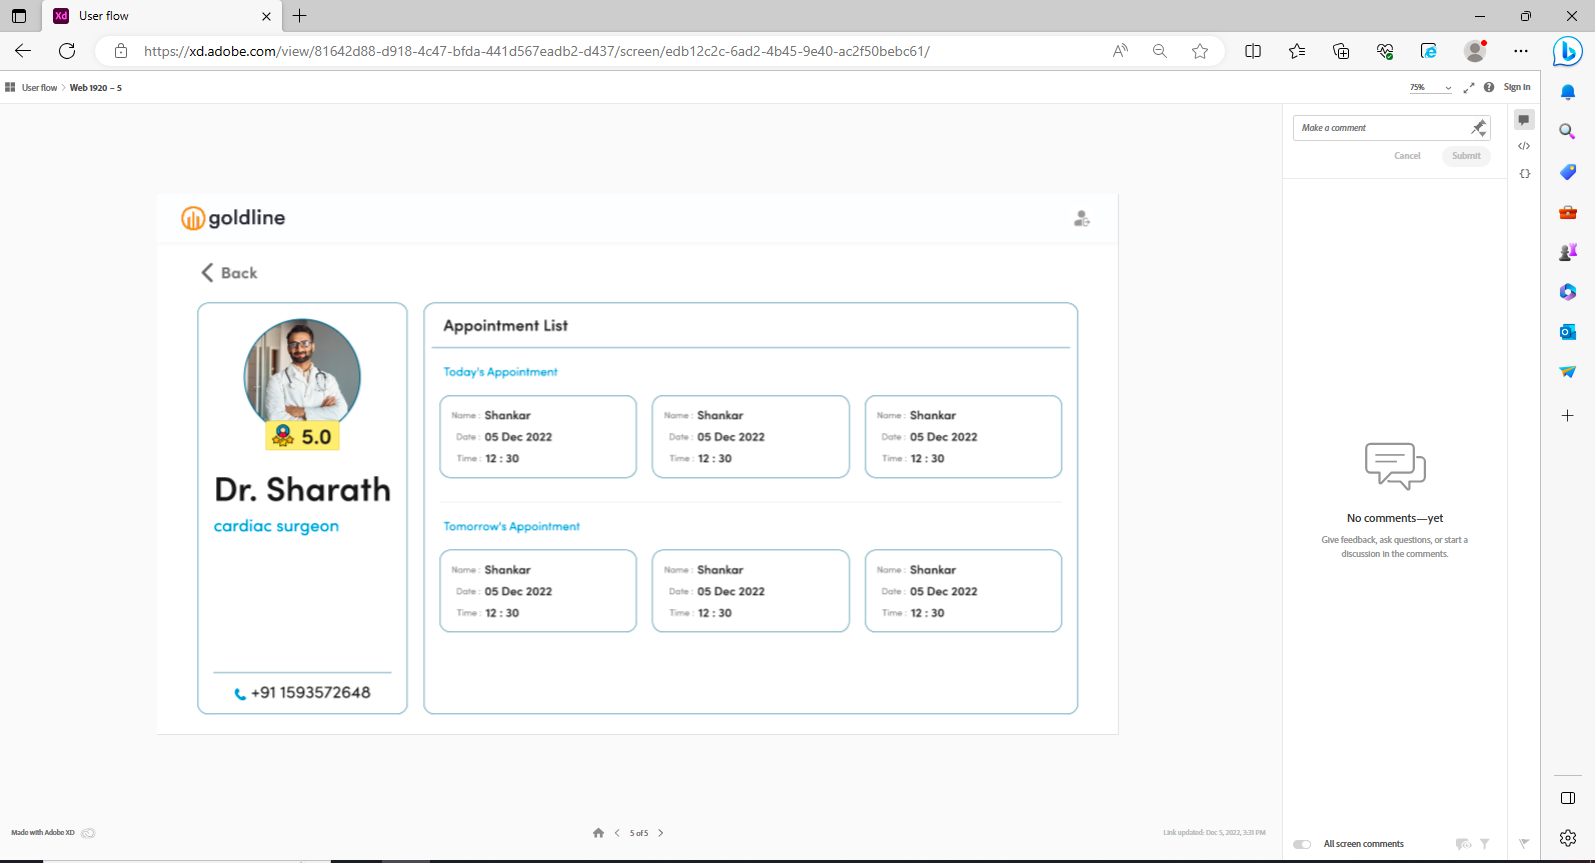 User flow
https://xd.adobe.com/view/81642d88-d918-4c47-bfda-441d567eadb2-d437/screen/edb12c2c-6ad2-4b45-9e40-ac2f50bebc61/
User flow > Web 1920 – 5
75%
Sign in
Make a comment
Cancel
Submit
goldline
Back
5.0
Dr. Sharath
cardiac surgeon
+91 1593572648
Appointment List
Today's Appointment
Name : Shankar
Date : 05 Dec 2022
Time : 12 : 30
Name : Shankar
Date : 05 Dec 2022
Time : 12 : 30
Name : Shankar
Date : 05 Dec 2022
Time : 12 : 30
Tomorrow's Appointment
Name : Shankar
Date : 05 Dec 2022
Time : 12 : 30
Name : Shankar
Date : 05 Dec 2022
Time : 12 : 30
Name : Shankar
Date : 05 Dec 2022
Time : 12 : 30
No comments—yet
Give feedback, ask questions, or start a
discussion in the comments.
Made with Adobe XD
5 of 5
Link updated: Dec 5, 2022, 3:31 PM
All screen comments